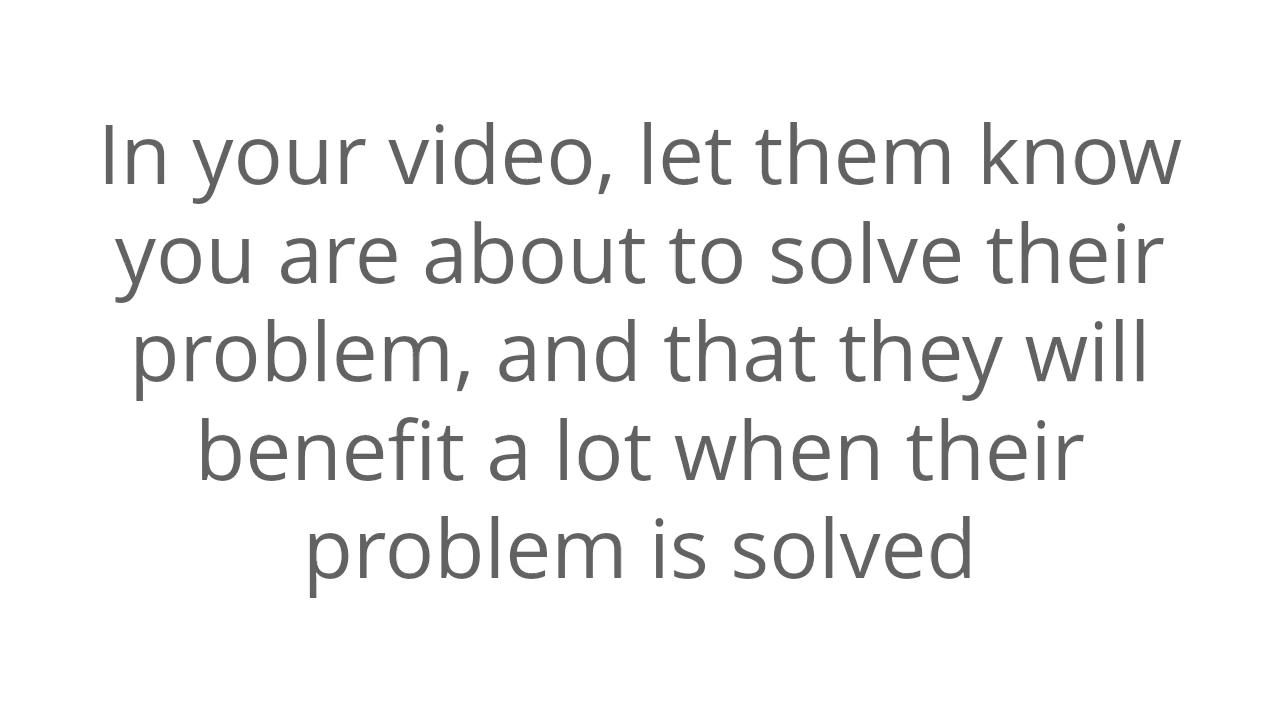 In your video, let them know
you are about to solve their
problem, and that they will
benefit a lot when their
problem is solved